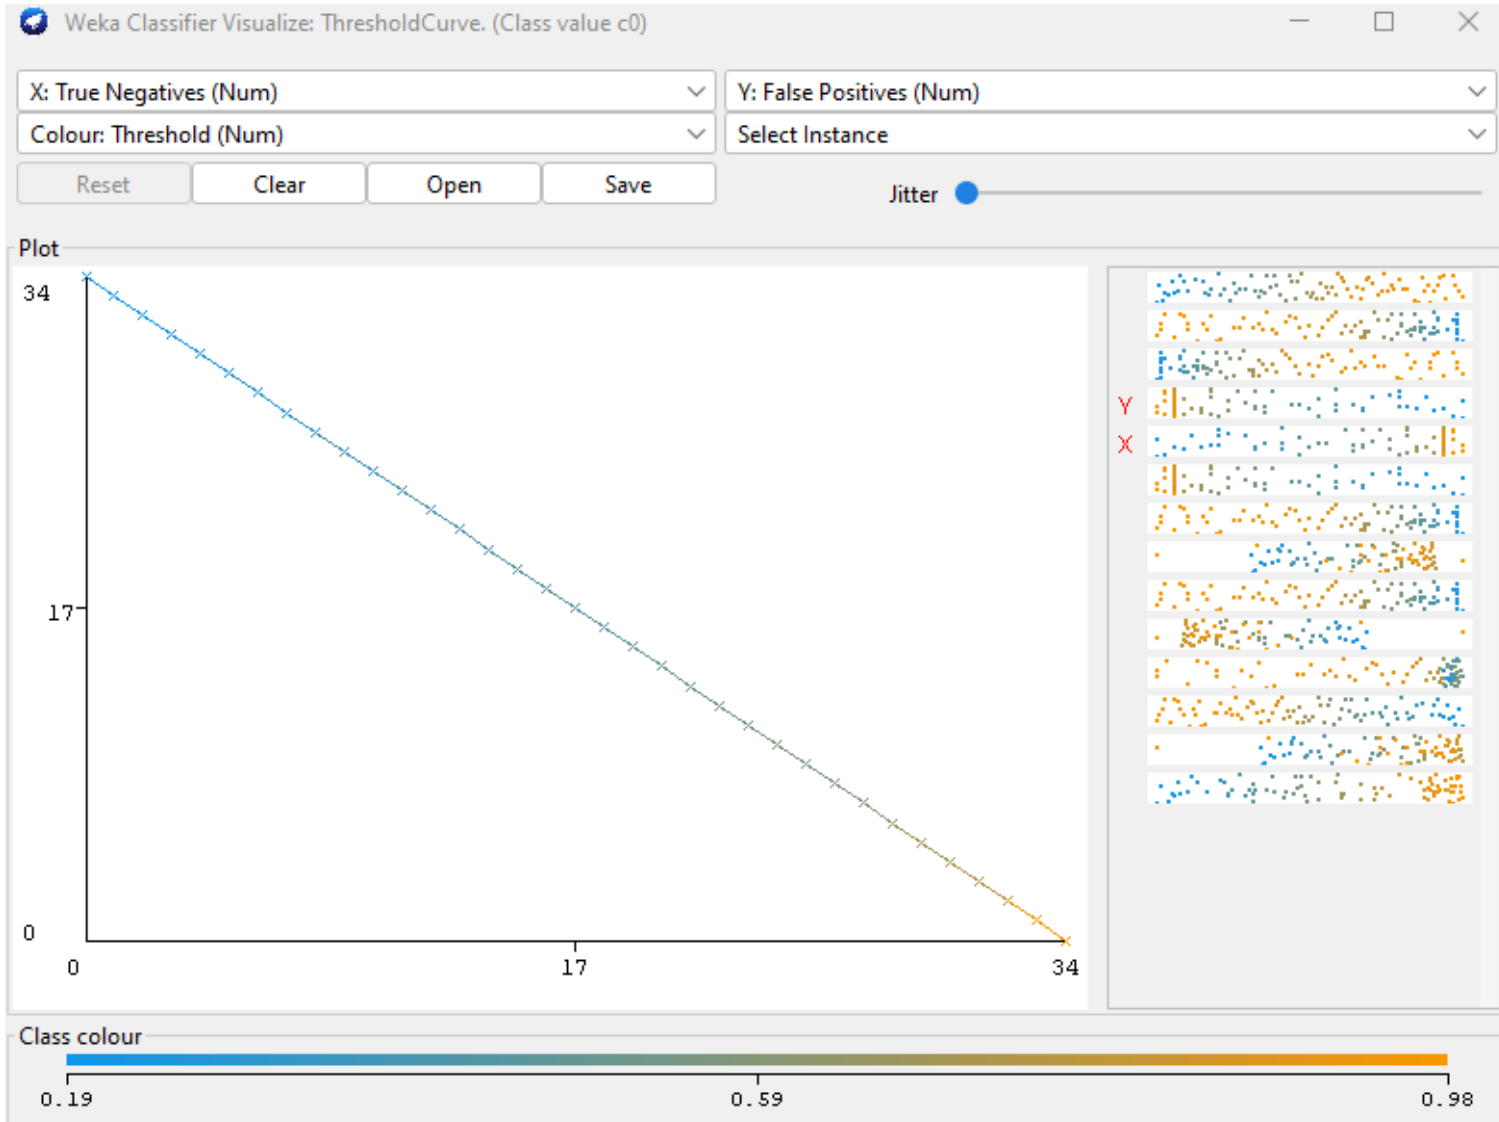 Weka Classifier Visualize: ThresholdCurve. (Class value c0)
X: True Negatives (Num)
Y: False Positives (Num)
Colour: Threshold (Num)
Select Instance
Reset
Clear
Open
Save
Jitter
Plot
34
17
0
0
17
34
Y
X
Class colour
0.19
0.59
0.98